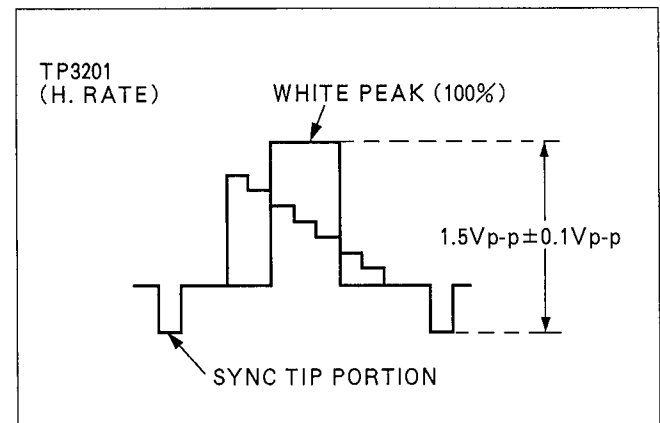 TP3201
(H. RATE)
WHITE PEAK (100%)
1.5Vp-p±0.1Vp-p
SYNC TIP PORTION